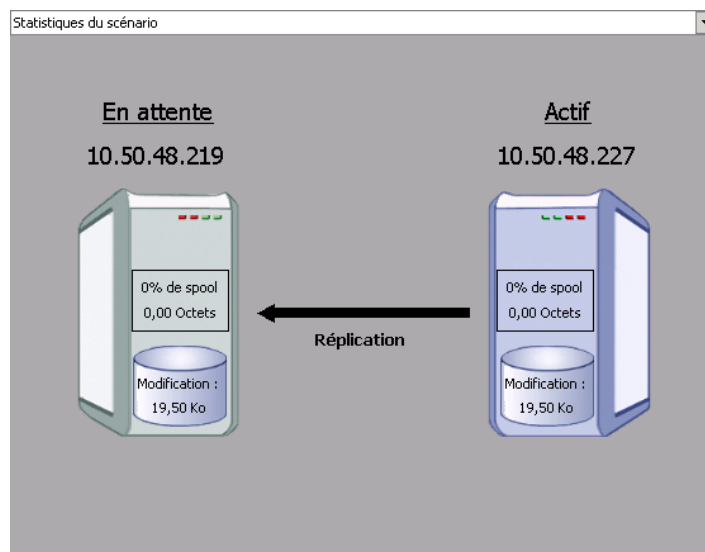 Statistiques du scénario
En attente
10.50.48.219
Actif
10.50.48.227
0% de spool
0,00 Octets
Modification :
19,50 Ko
Réplication
0% de spool
0,00 Octets
Modification :
19,50 Ko